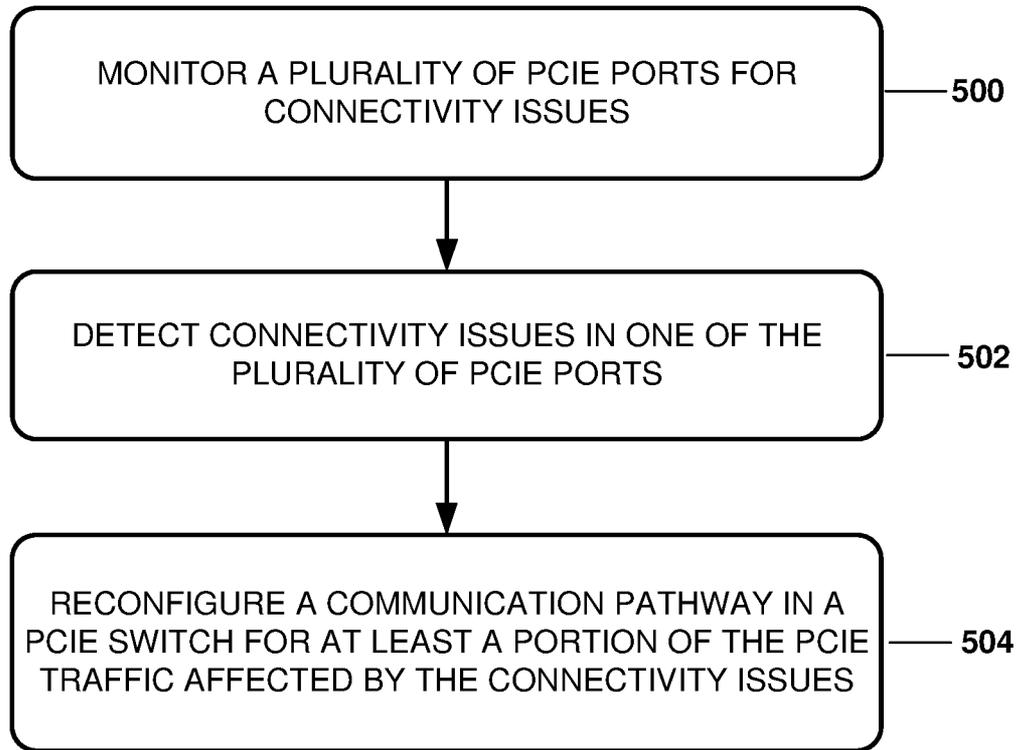 MONITOR A PLURALITY OF PCIE PORTS FOR
CONNECTIVITY ISSUES
500
DETECT CONNECTIVITY ISSUES IN ONE OF THE
PLURALITY OF PCIE PORTS
502
RECONFIGURE A COMMUNICATION PATHWAY IN A
PCIE SWITCH FOR AT LEAST A PORTION OF THE PCIE
TRAFFIC AFFECTED BY THE CONNECTIVITY ISSUES
504